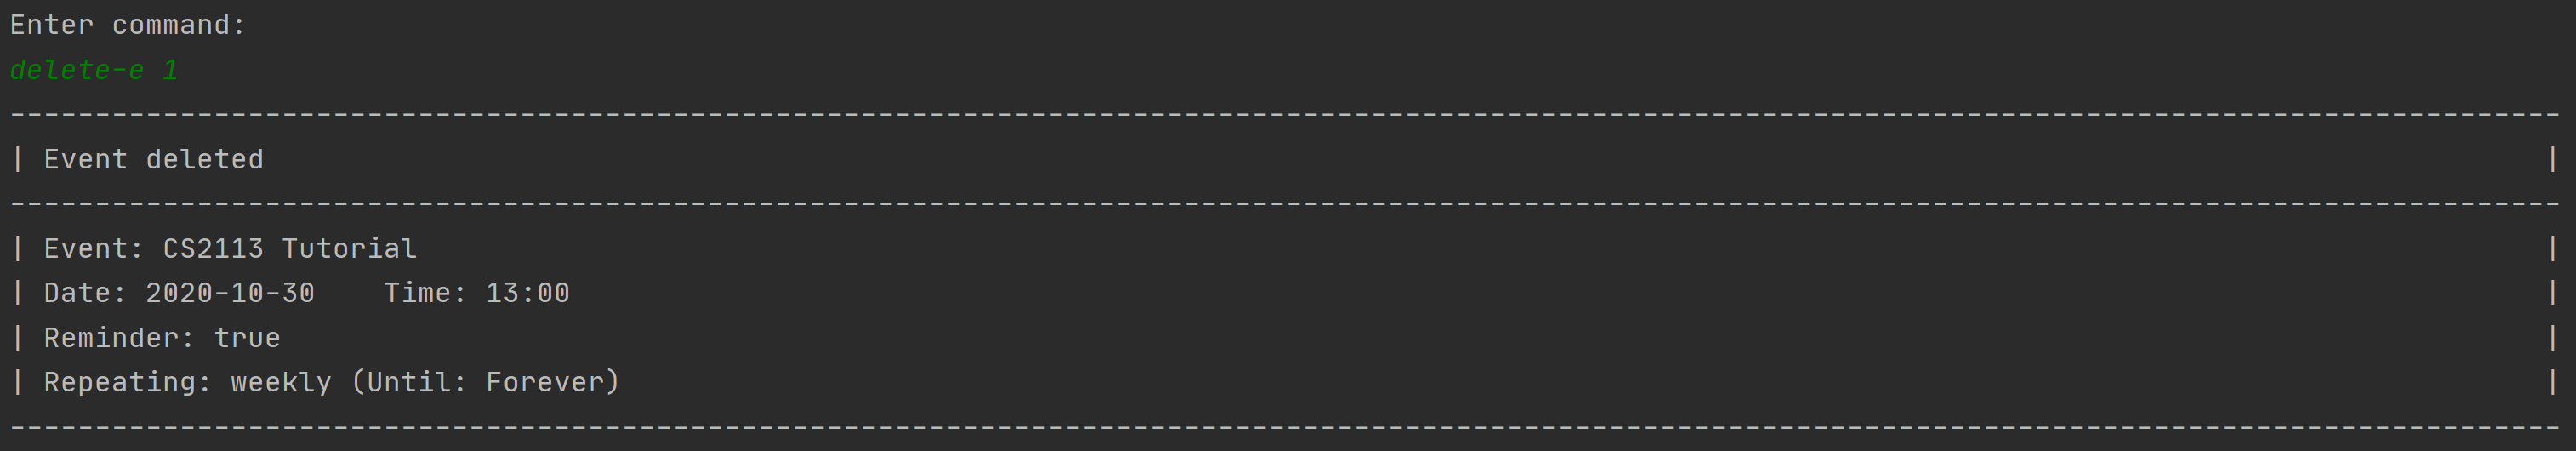 Enter command:
delete-e 1
------------------------------------------------------------------------------------------------------------------------------------------------------
| Event deleted |
------------------------------------------------------------------------------------------------------------------------------------------------------
| Event: CS2113 Tutorial |
| Date: 2020-10-30    Time: 13:00 |
| Reminder: true |
| Repeating: weekly (Until: Forever) |
------------------------------------------------------------------------------------------------------------------------------------------------------